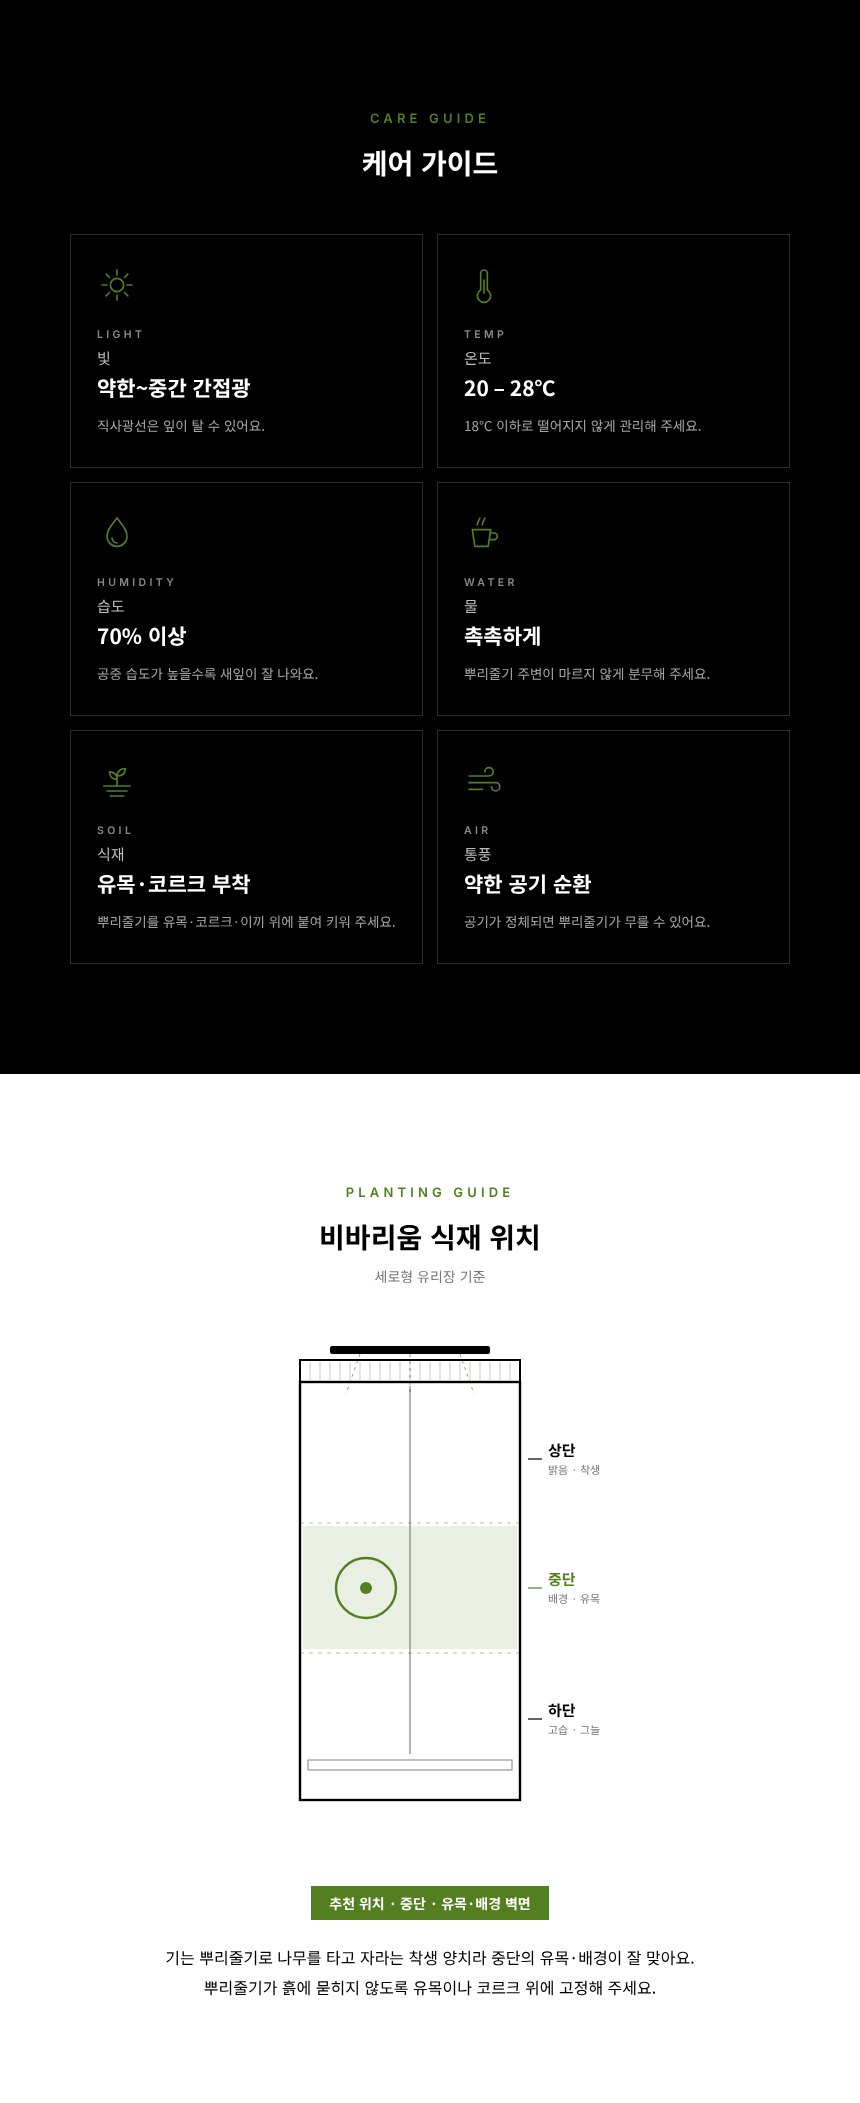 CARE GUIDE
케어 가이드
LIGHT
빛
약한~중간 간접광
직사광선은 잎이 탈 수 있어요.
TEMP
온도
20 – 28℃
18℃ 이하로 떨어지지 않게 관리해 주세요.
HUMIDITY
습도
70% 이상
공중 습도가 높을수록 새잎이 잘 나와요.
WATER
물
촉촉하게
뿌리줄기 주변이 마르지 않게 분무해 주세요.
SOIL
식재
유목·코르크 부착
뿌리줄기를 유목·코르크·이끼 위에 붙여 키워 주세요.
AIR
통풍
약한 공기 순환
공기가 정체되면 뿌리줄기가 무를 수 있어요.
PLANTING GUIDE
비바리움 식재 위치
세로형 유리장 기준
상단
밝음 · 착생
중단
배경 · 유목
하단
고습 · 그늘
추천 위치 · 중단 · 유목·배경 벽면
기는 뿌리줄기로 나무를 타고 자라는 착생 양치라 중단의 유목·배경이 잘 맞아요.
뿌리줄기가 흙에 묻히지 않도록 유목이나 코르크 위에 고정해 주세요.